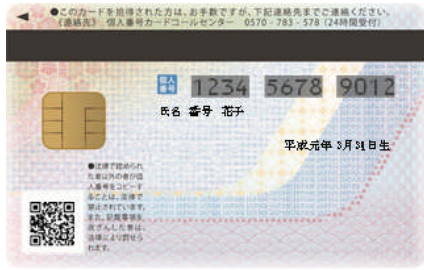 ●このカードを拾得された方は、お手数ですが、下記連絡先までご連絡ください。
《連絡先》 個人番号カードコールセンター 0570-783-578 (24時間受付)
個人番号 1234 5678 9012
氏名 番号 花子
平成元年 3月31日生
●法律で認められ
た者以外の者が個
人番号をコピーす
ることは、法律で
禁止されています。
また、記載事項を
改ざんした者は、
法律により罰せら
れます。